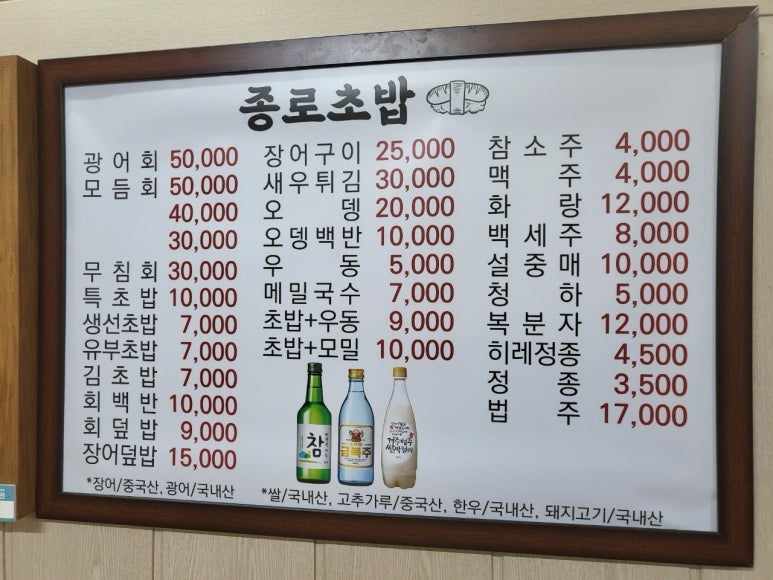 종로초밥
광어회 50,000
모듬회 50,000
40,000
30,000
무침회 30,000
특초밥 10,000
생선초밥 7,000
유부초밥 7,000
김초밥 7,000
회백반 10,000
회덮밥 9,000
장어덮밥 15,000
장어구이 25,000
새우튀김 30,000
오뎅 20,000
오뎅백반 10,000
우동 5,000
메밀국수 7,000
초밥+우동 9,000
초밥+모밀 10,000
참소주 4,000
맥주 4,000
화랑 12,000
백세주 8,000
설중매 10,000
청하 5,000
복분자 12,000
히레정종 4,500
정종 3,500
법주 17,000
참
금복주
*장어/중국산, 광어/국내산
*쌀/국내산, 고추가루/중국산, 한우/국내산, 돼지고기/국내산